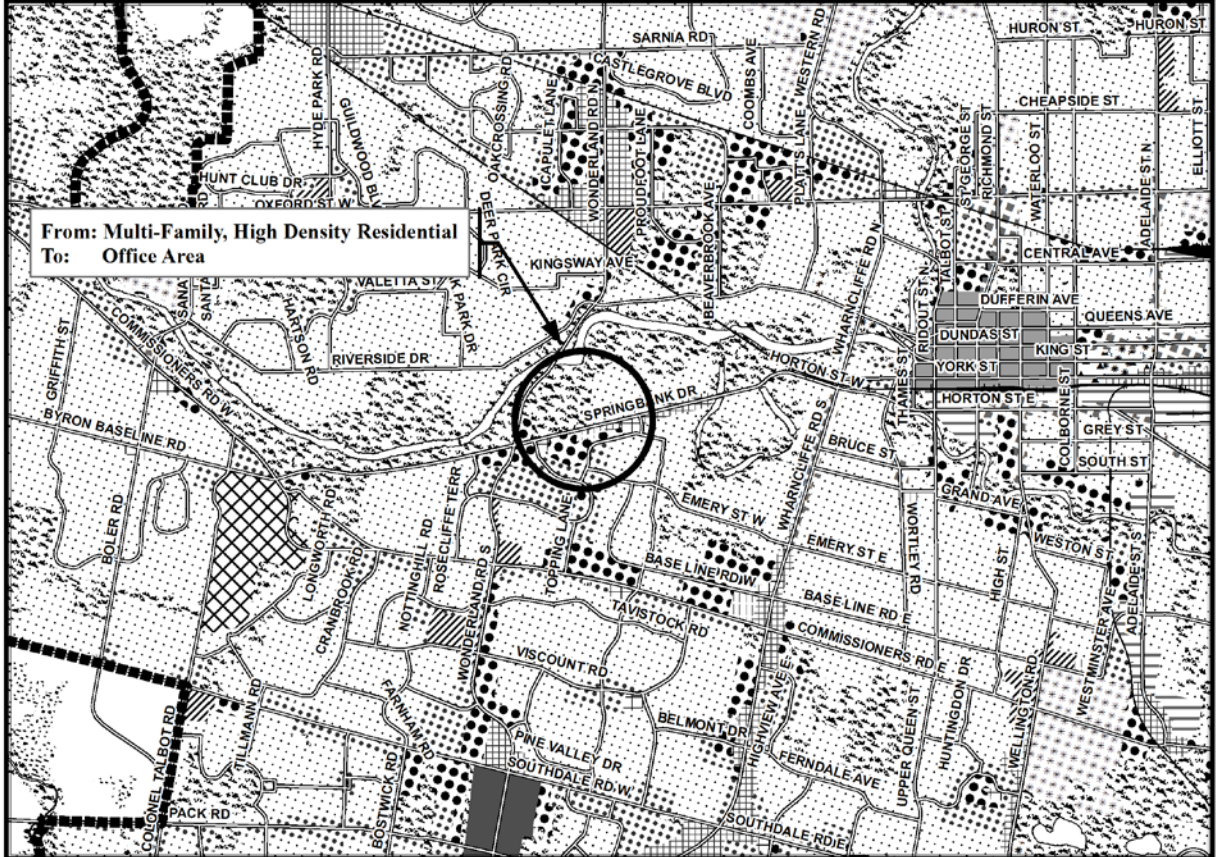 SARNIA RD
HURON ST
HURON ST
WESTERN RD
CASTLEGROVE BLVD
HYDE PARK RD
GUILDWOOD BLV
OAKCROSSING RD
CAPULET LANE
WONDERLAND RD N
PROUDFOOT LANE
COOMBS AVE
PLATTS LANE
CHEAPSIDE ST
ST GEORGE ST
RICHMOND ST
WATERLOO ST
ADELAIDE ST N
ELLIOTT ST
HUNT CLUB DR
OXFORD ST W
From: Multi-Family, High Density Residential
To: Office Area
DEER PARK CIR
KINGSWAY AVE
BEAVERBROOK AVE
WHARNCLIFFE RD N
TALBOT ST
CENTRAL AVE
SANA
RD
SANTA
VALETTA ST
K PARK DR
HARTSON RD
RIDOUT ST N
DUFFERIN AVE
QUEENS AVE
DUNDAS ST
KING ST
YORK ST
GRIFFITH ST
COMMISSIONERS RD W
RIVERSIDE DR
HORTON ST W
THAMES ST
HORTON ST E
SPRINGBANK DR
COLBORNE ST
GREY ST
SOUTH ST
BYRON BASELINE RD
BRUCE ST
WHARNCLIFFE RD S
GRAND AVE
WESTON ST
BOLER RD
LONGWORTH RD
CRANBROOK RD
NOTTINGHILL RD
ROSECLIFFE TERR
WONDERLAND RD S
TOPPING LANE
EMERY ST W
EMERY ST E
WORTLEY RD
HIGH ST
ADELAIDE ST S
BASE LINE RD W
BASE LINE RD E
TAVISTOCK RD
COMMISSIONERS RD E
WESTMINSTER AVE
VISCOUNT RD
COLONEL TALBOT RD
TILLMANN RD
FARNHAM RD
BELMONT DR
HIGHVIEW AVE E
UPPER QUEEN ST
HUNTINGDON DR
WELLINGTON RD
PINE VALLEY DR
FERNDALE AVE
SOUTHDALE RD W
BOSTWICK RD
PACK RD
SOUTHDALE RD E